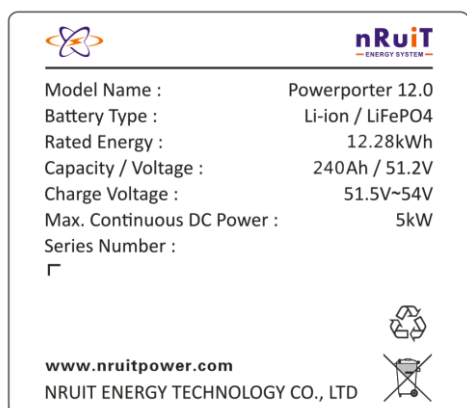 nRuiT
ENERGY SYSTEM
Model Name : Powerporter 12.0
Battery Type : Li-ion / LiFePO4
Rated Energy : 12.28kWh
Capacity / Voltage : 240Ah / 51.2V
Charge Voltage : 51.5V~54V
Max. Continuous DC Power : 5kW
Series Number :
www.nruitpower.com
NRUIT ENERGY TECHNOLOGY CO., LTD